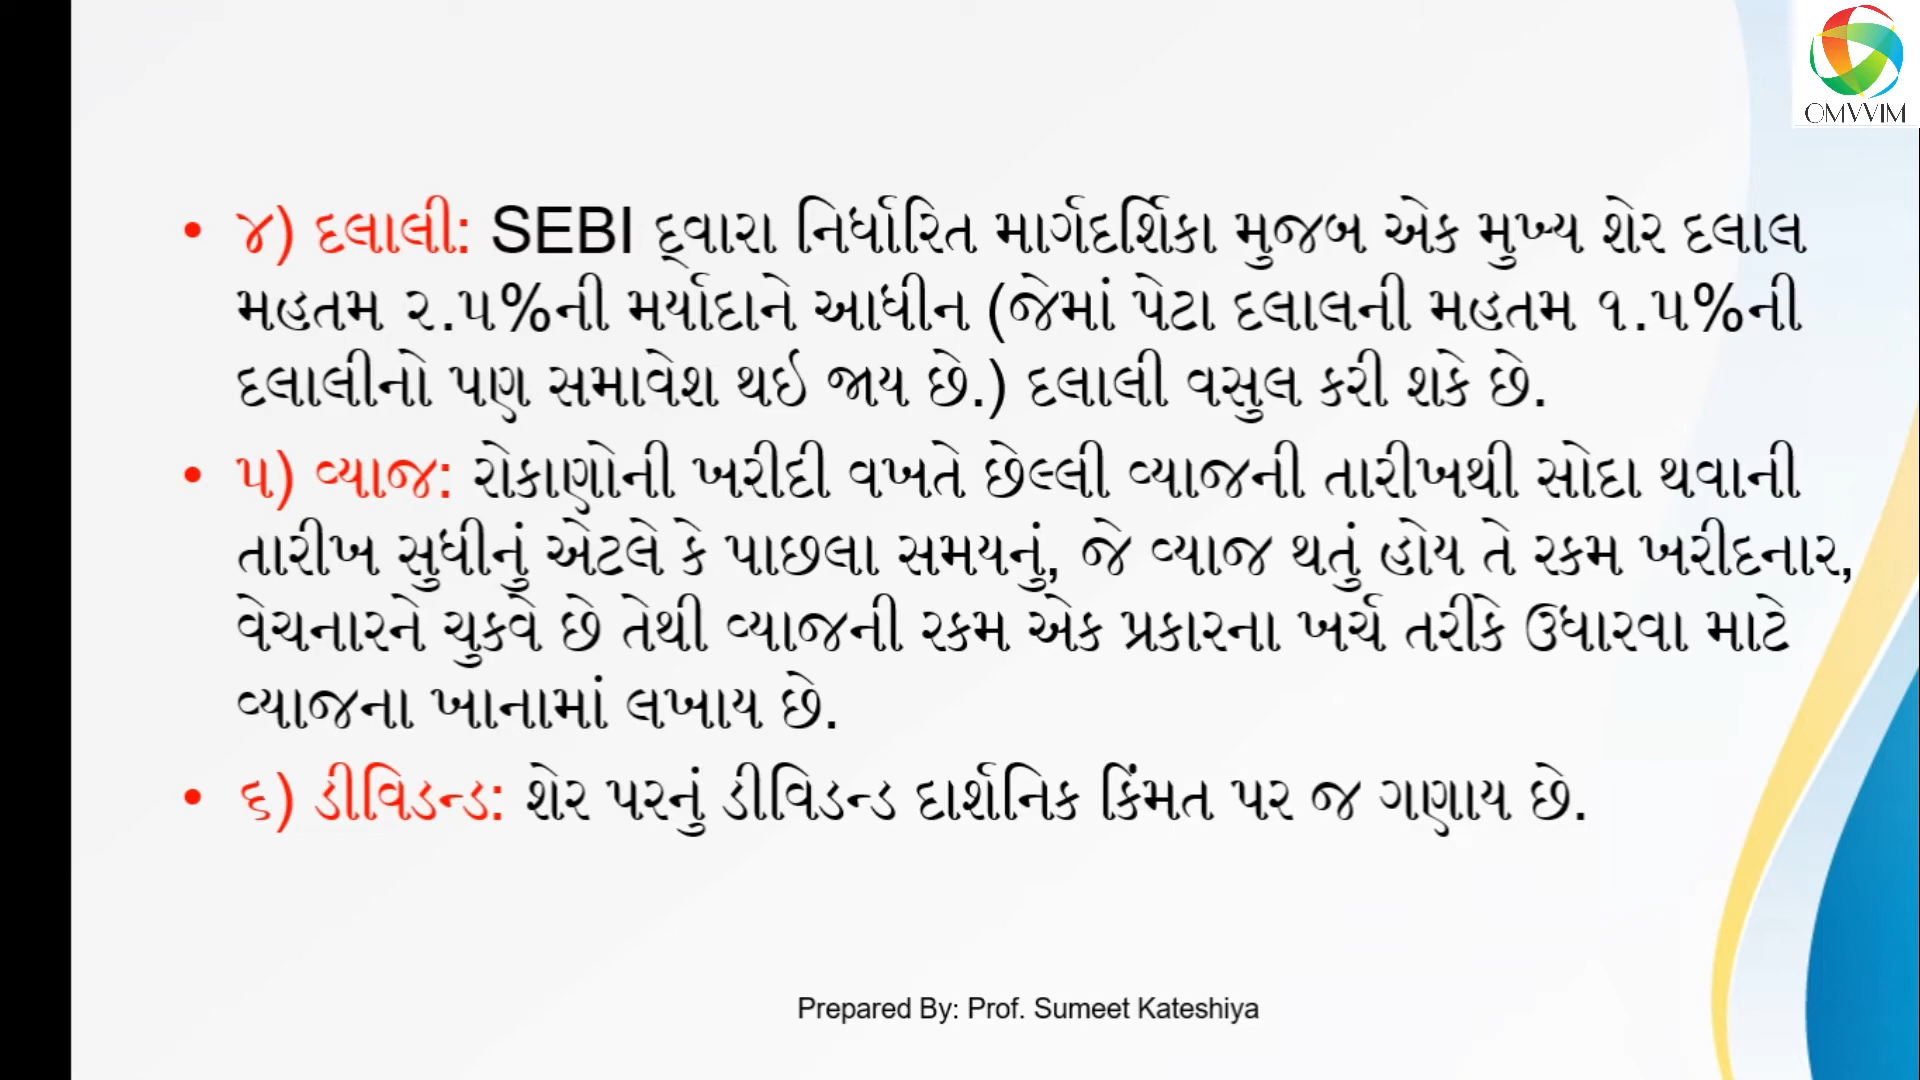 OMVVIM
• ૪) દલાલી: SEBI દ્વારા નિર્ધારિત માર્ગદર્શિકા મુજબ એક મુખ્ય શેર દલાલ
મહતમ ૨.૫%ની મર્યાદાને આધીન (જેમાં પેટા દલાલની મહતમ ૧.૫%ની
દલાલીનો પણ સમાવેશ થઇ જાય છે.) દલાલી વસુલ કરી શકે છે.
• ૫) વ્યાજ: રોકાણોની ખરીદી વખતે છેલ્લી વ્યાજની તારીખથી સોદા થવાની
તારીખ સુધીનું એટલે કે પાછલા સમયનું, જે વ્યાજ થતું હોય તે રકમ ખરીદનાર,
વેચનારને ચુકવે છે તેથી વ્યાજની રકમ એક પ્રકારના ખર્ચ તરીકે ઉધારવા માટે
વ્યાજના ખાનામાં લખાય છે.
• ૬) ડીવિડન્ડ: શેર પરનું ડીવિડન્ડ દાર્શનિક કિંમત પર જ ગણાય છે.
Prepared By: Prof. Sumeet Kateshiya